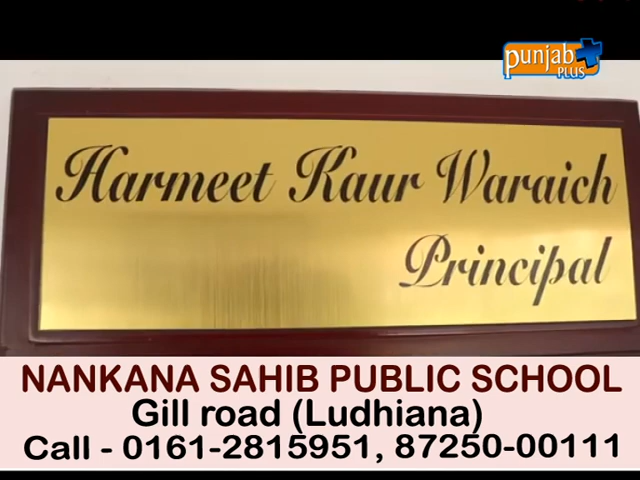 punjab
PLUS
Harmeet Kaur Waraich
Principal
NANKANA SAHIB PUBLIC SCHOOL
Gill road (Ludhiana)
Call - 0161-2815951, 87250-00111